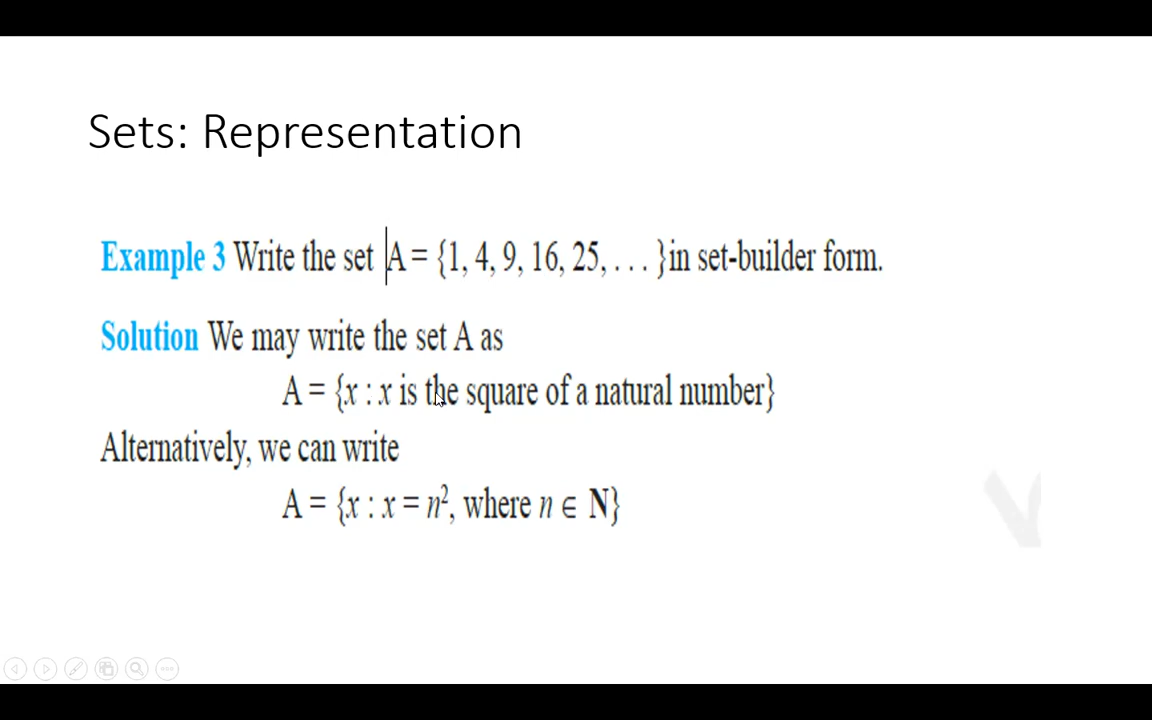 Sets: Representation
Example 3 Write the set A = {1, 4, 9, 16, 25, . . . }in set-builder form.
Solution We may write the set A as
A = {x : x is the square of a natural number}
Alternatively, we can write
A = {x : x = n², where n ∈ N}